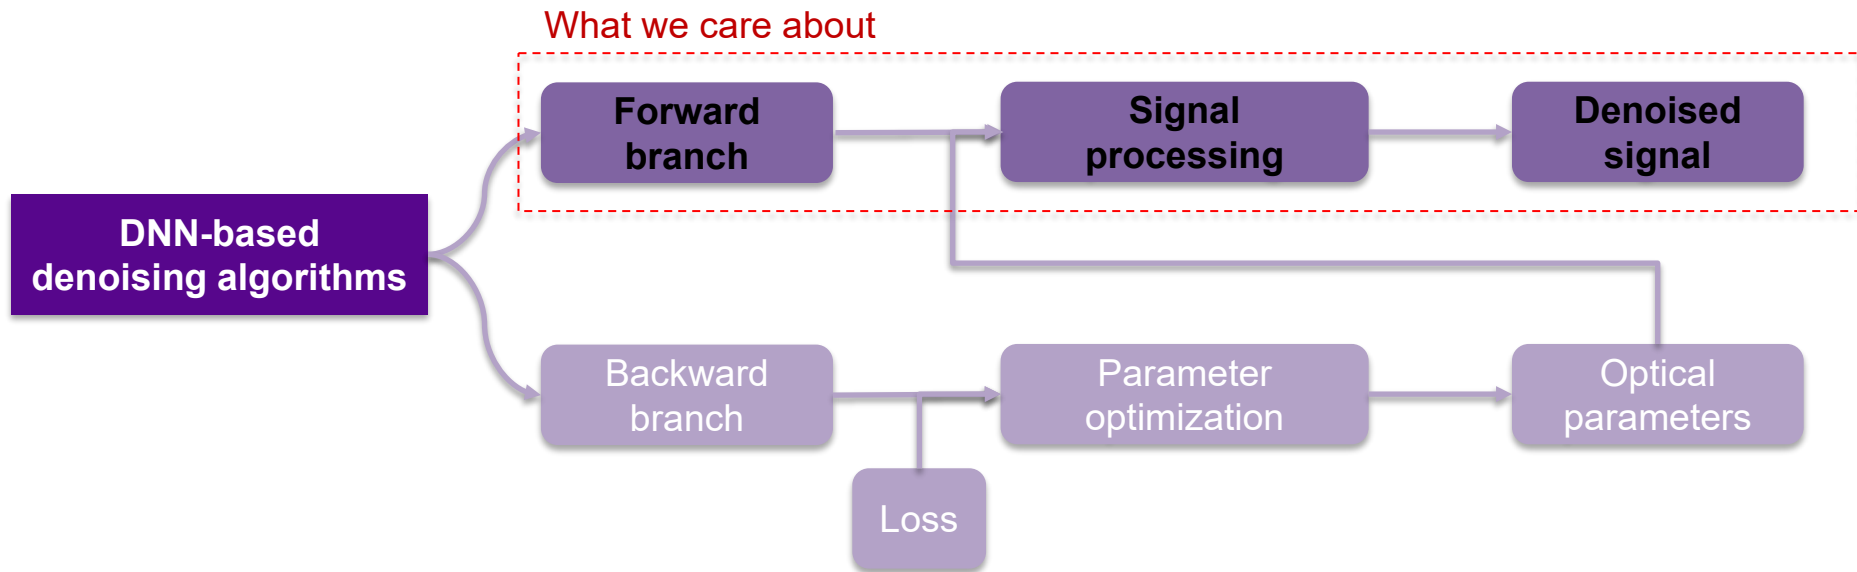 What we care about
Forward
branch
Signal
processing
Denoised
signal
DNN-based
denoising algorithms
Backward
branch
Parameter
optimization
Optical
parameters
Loss